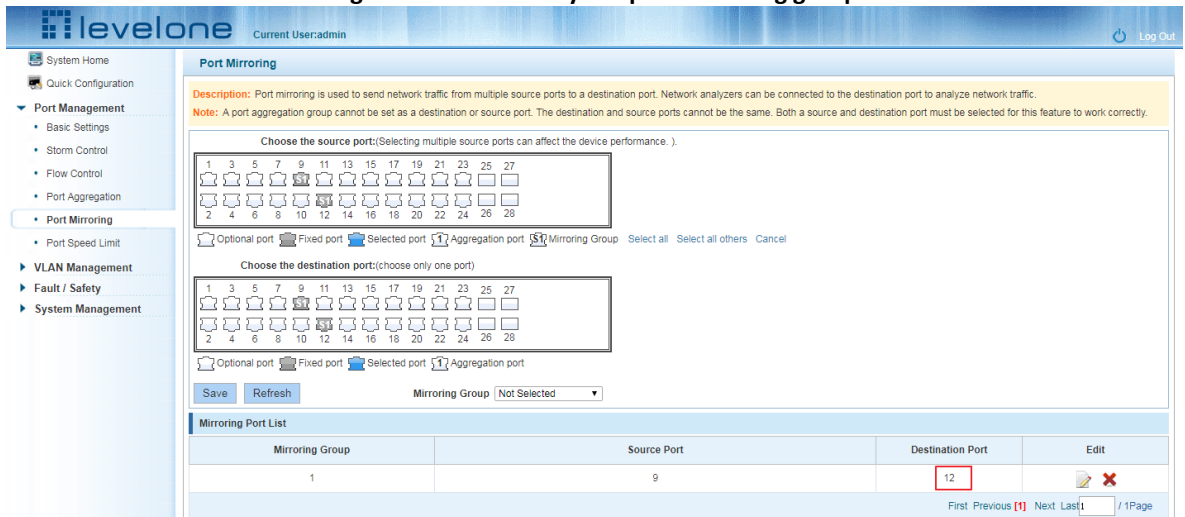 levelone
Current User:admin
Log Out
System Home
Quick Configuration
Port Management
Basic Settings
Storm Control
Flow Control
Port Aggregation
Port Mirroring
Port Speed Limit
VLAN Management
Fault / Safety
System Management
Port Mirroring
Description: Port mirroring is used to send network traffic from multiple source ports to a destination port. Network analyzers can be connected to the destination port to analyze network traffic.
Note: A port aggregation group cannot be set as a destination or source port. The destination and source ports cannot be the same. Both a source and destination port must be selected for this feature to work correctly.
Choose the source port:(Selecting multiple source ports can affect the device performance. ).
1 3 5 7 9 11 13 15 17 19 21 23 25 27
S1
S1
2 4 6 8 10 12 14 16 18 20 22 24 26 28
Optional port Fixed port Selected port 1 Aggregation port S1 Mirroring Group Select all Select all others Cancel
Choose the destination port:(choose only one port)
1 3 5 7 9 11 13 15 17 19 21 23 25 27
S1
S1
2 4 6 8 10 12 14 16 18 20 22 24 26 28
Optional port Fixed port Selected port 1 Aggregation port
Save Refresh Mirroring Group Not Selected
Mirroring Port List
Mirroring Group Source Port Destination Port Edit
1 9 12
First Previous [1] Next Last 1 / 1Page